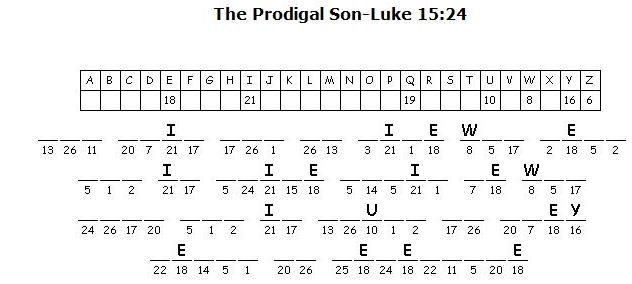 The Prodigal Son-Luke 15:24
A B C D E F G H I J K L M N O P Q R S T U V W X Y Z
18 21 19 10 8 16 6
I I E W E
13 26 11 20 7 21 17 17 26 1 26 13 3 21 1 18 8 5 17 2 18 5 2
I I E I E W
5 1 2 21 17 5 24 21 15 18 5 14 5 21 1 7 18 8 5 17
I U E Y
24 26 17 20 5 1 2 21 17 13 26 10 1 2 17 26 20 7 18 16
E E E E
22 18 14 5 1 20 26 25 18 24 18 22 11 5 20 18